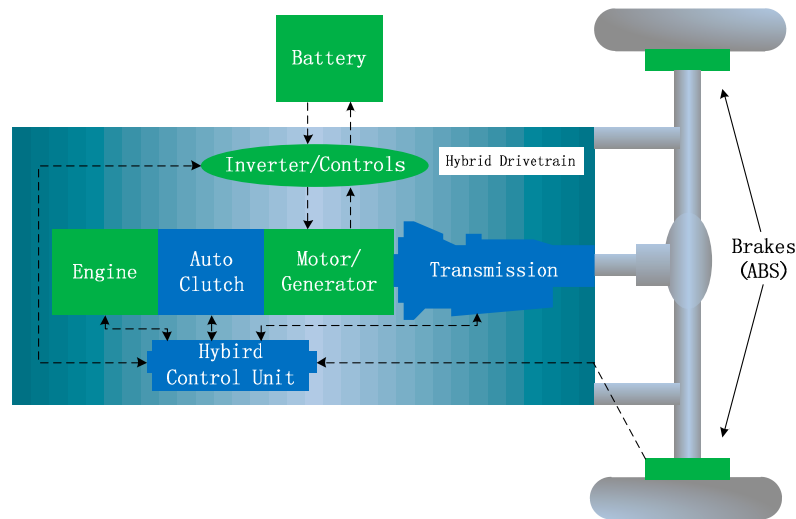 Battery
Inverter/Controls
Hybrid Drivetrain
Engine
Auto
Clutch
Motor/
Generator
Transmission
Brakes
(ABS)
Hybird
Control Unit